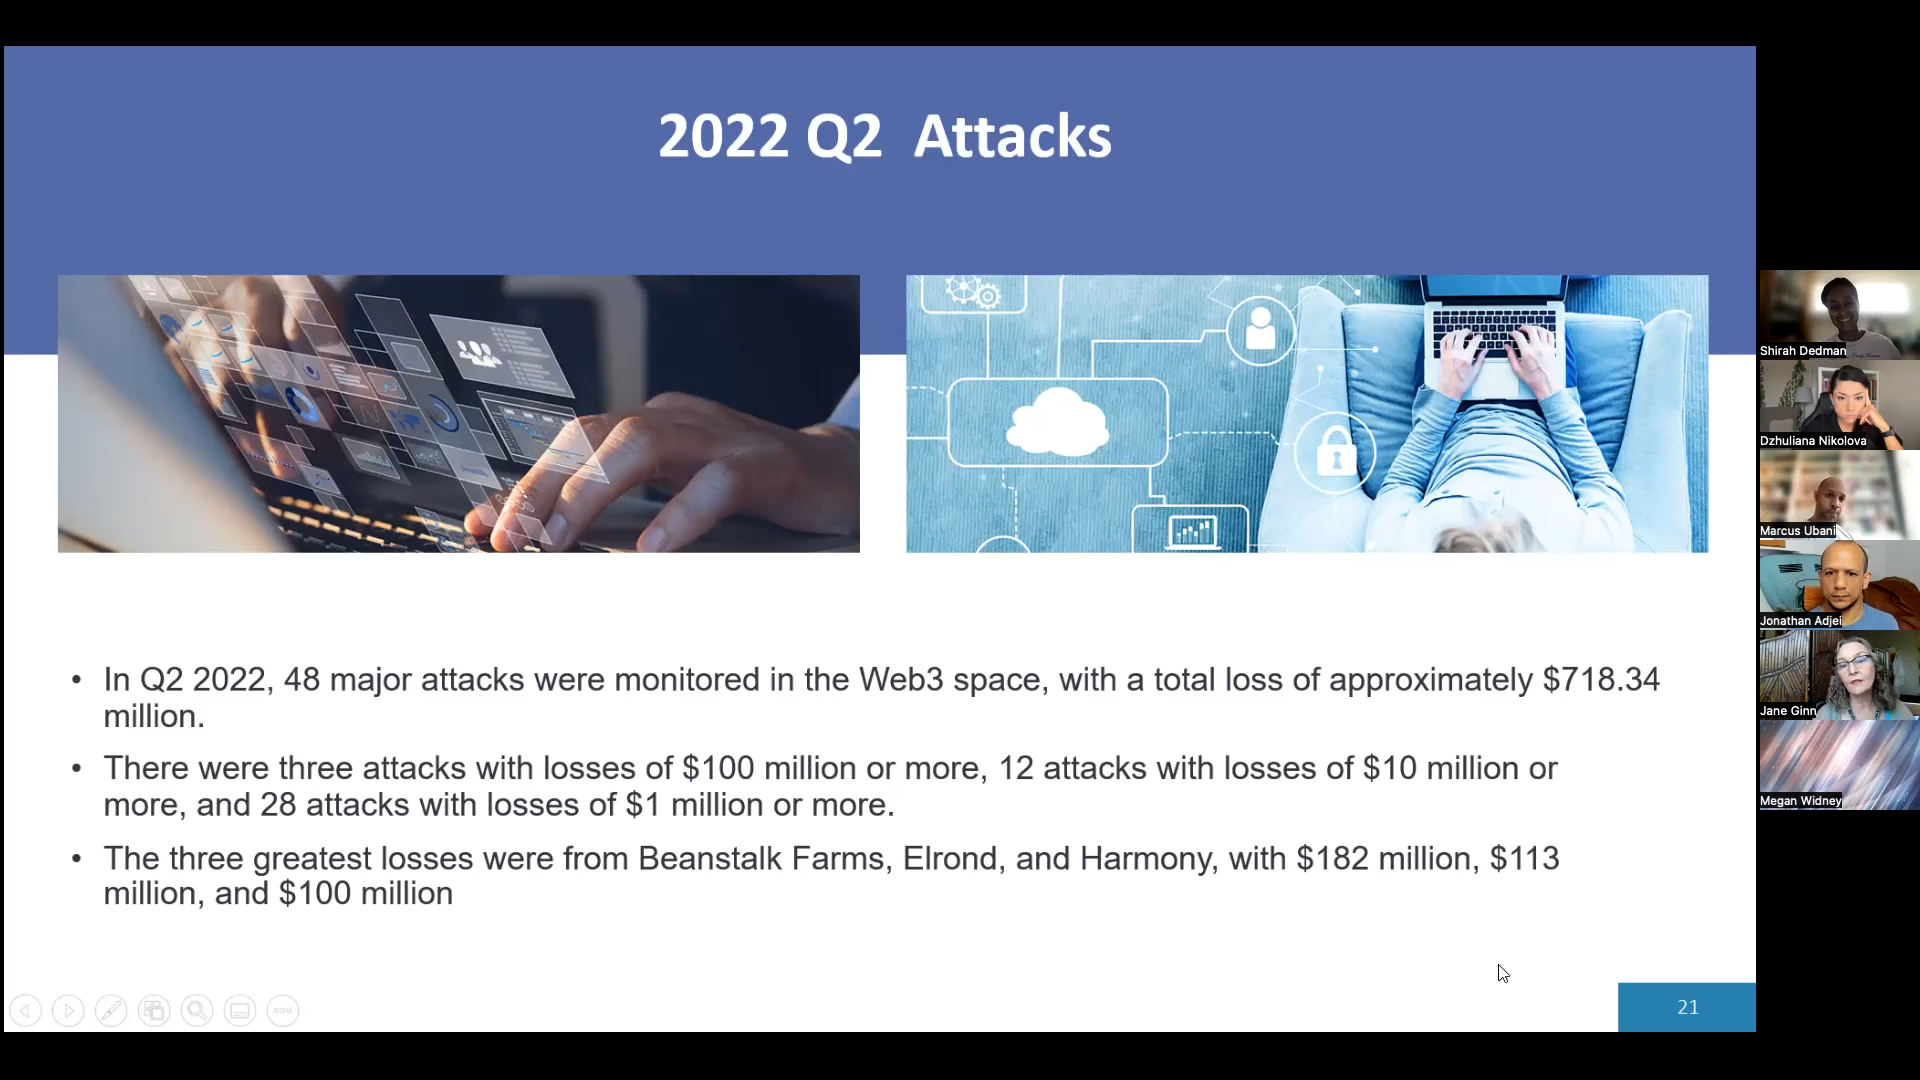 2022 Q2  Attacks
• In Q2 2022, 48 major attacks were monitored in the Web3 space, with a total loss of approximately $718.34
million.
• There were three attacks with losses of $100 million or more, 12 attacks with losses of $10 million or
more, and 28 attacks with losses of $1 million or more.
• The three greatest losses were from Beanstalk Farms, Elrond, and Harmony, with $182 million, $113
million, and $100 million
21
Shirah Dedman
Dzhuliana Nikolova
Marcus Ubani
Jonathan Adjei
Jane Ginn
Megan Widney